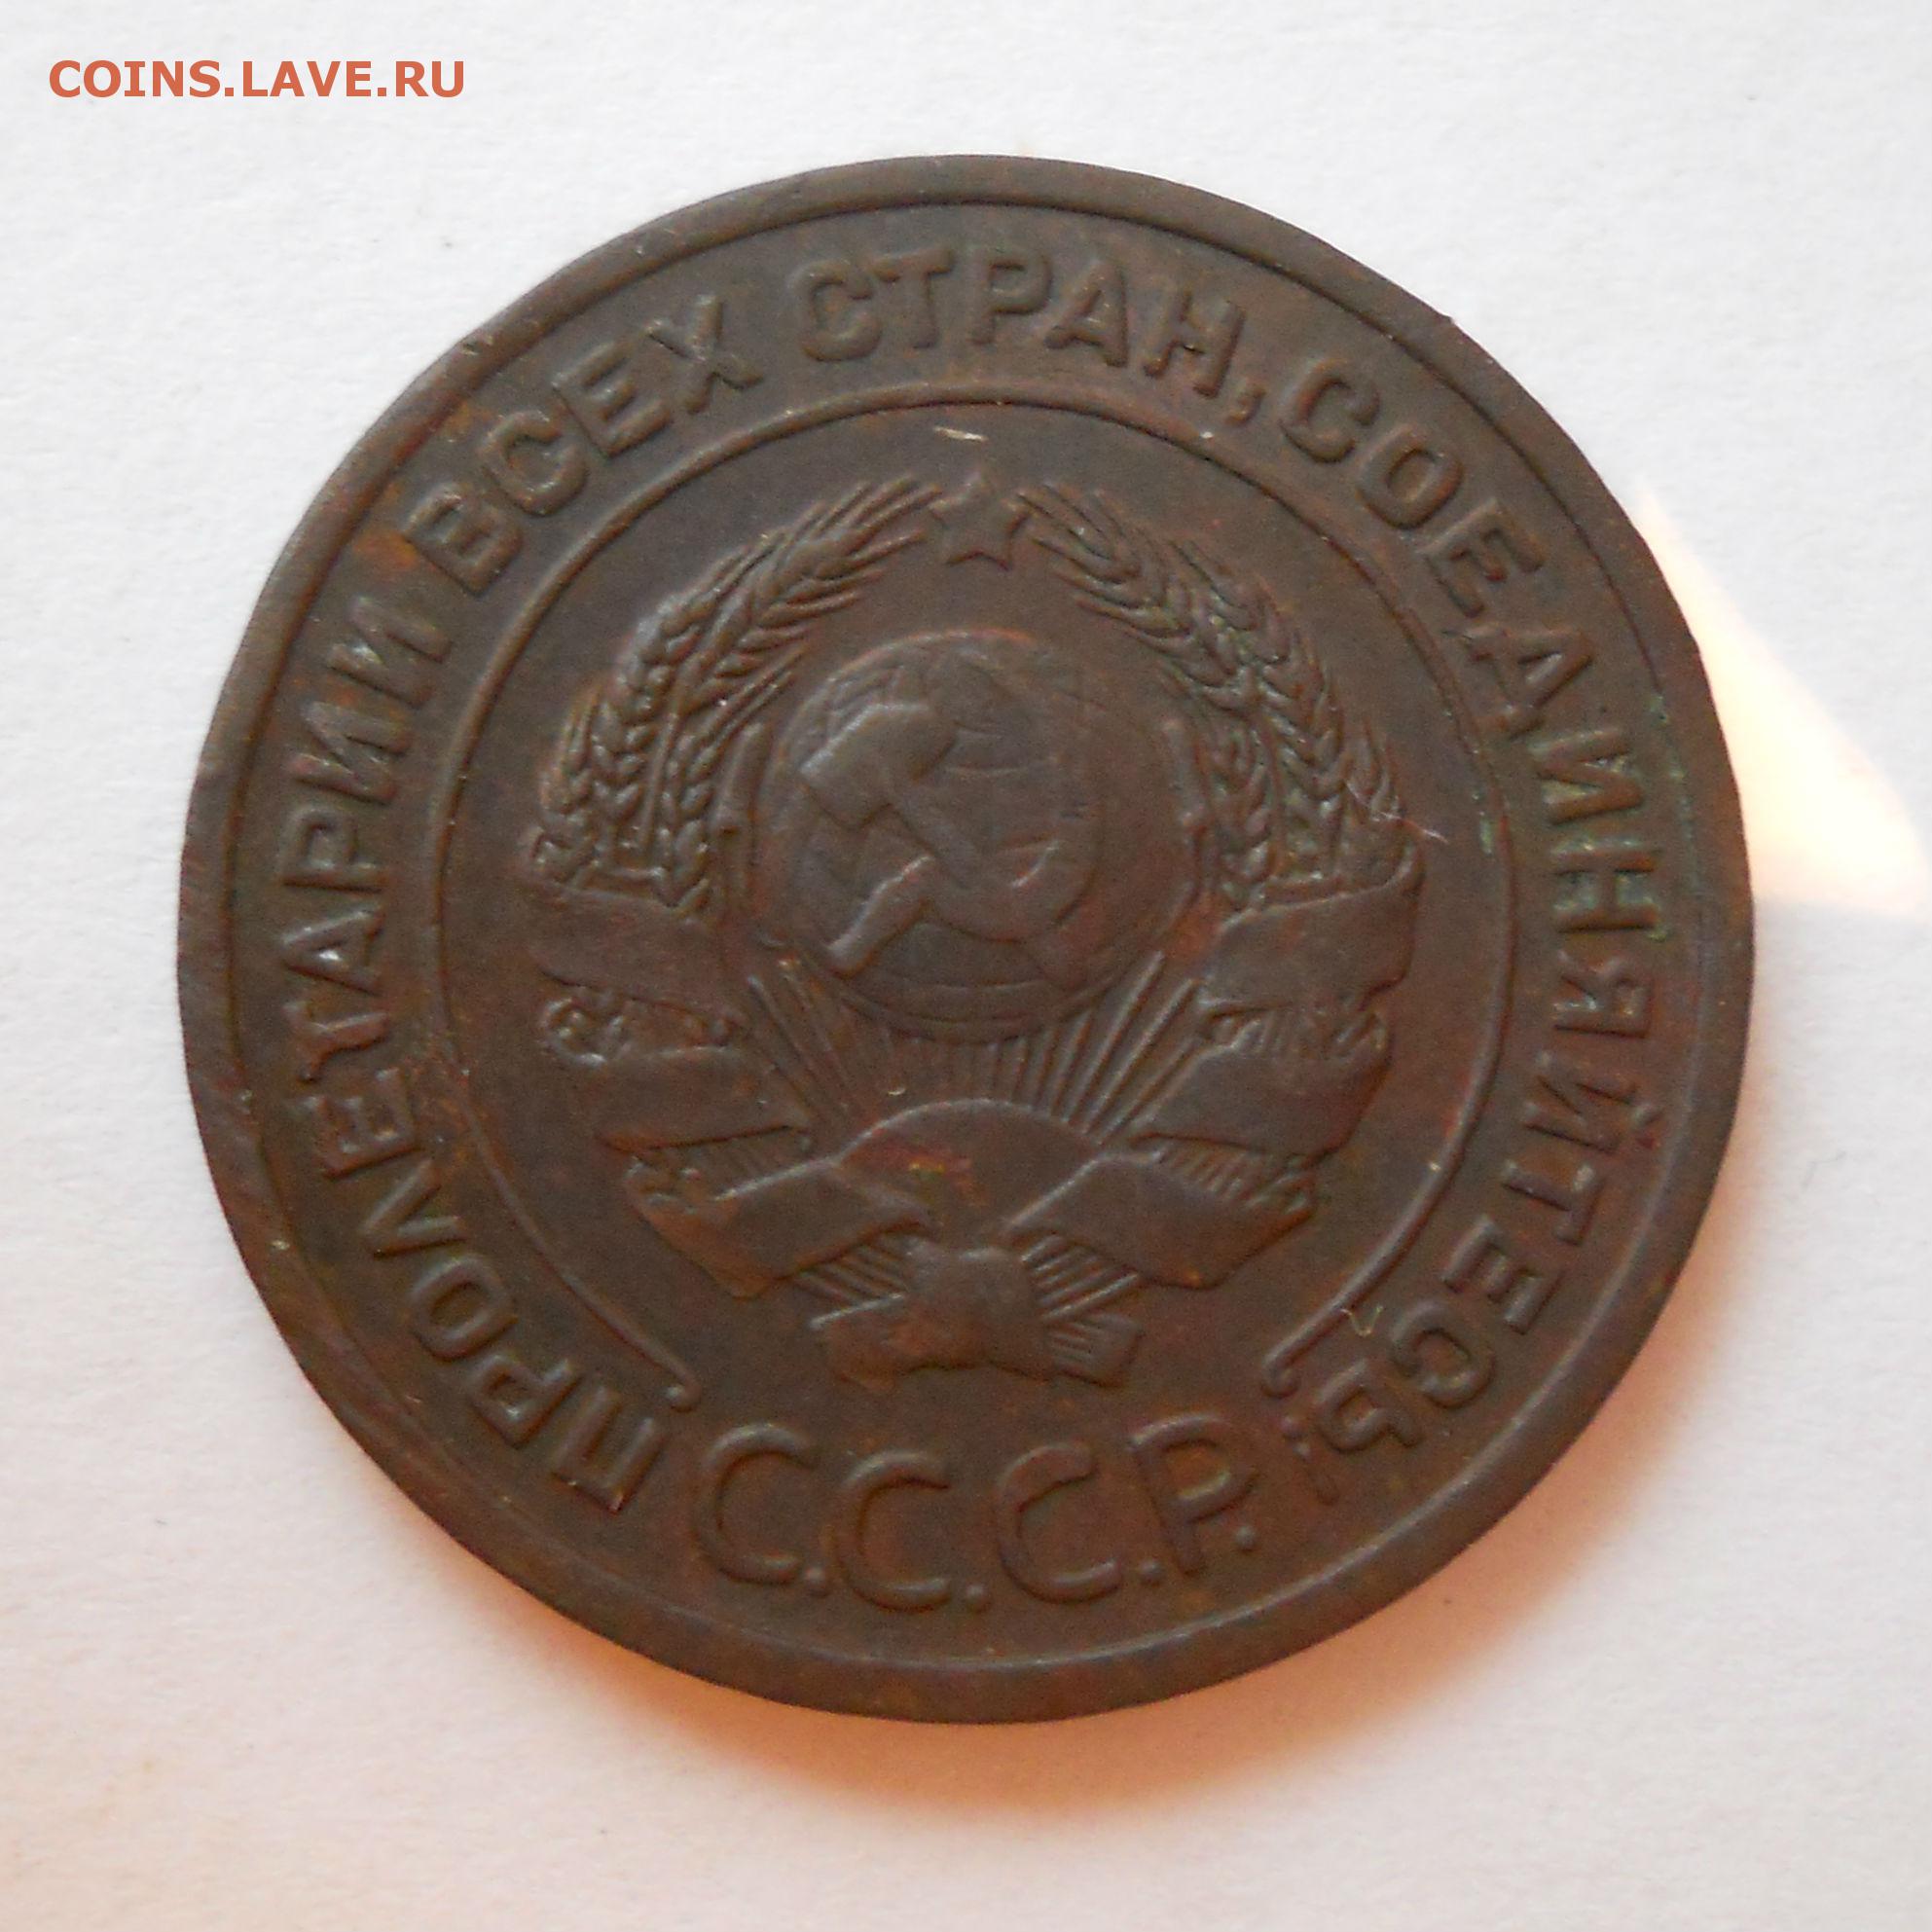 COINS.LAVE.RU
ПРОЛЕТАРИИ ВСЕХ СТРАН, СОЕДИНЯЙТЕСЬ!
С.С.С.Р.